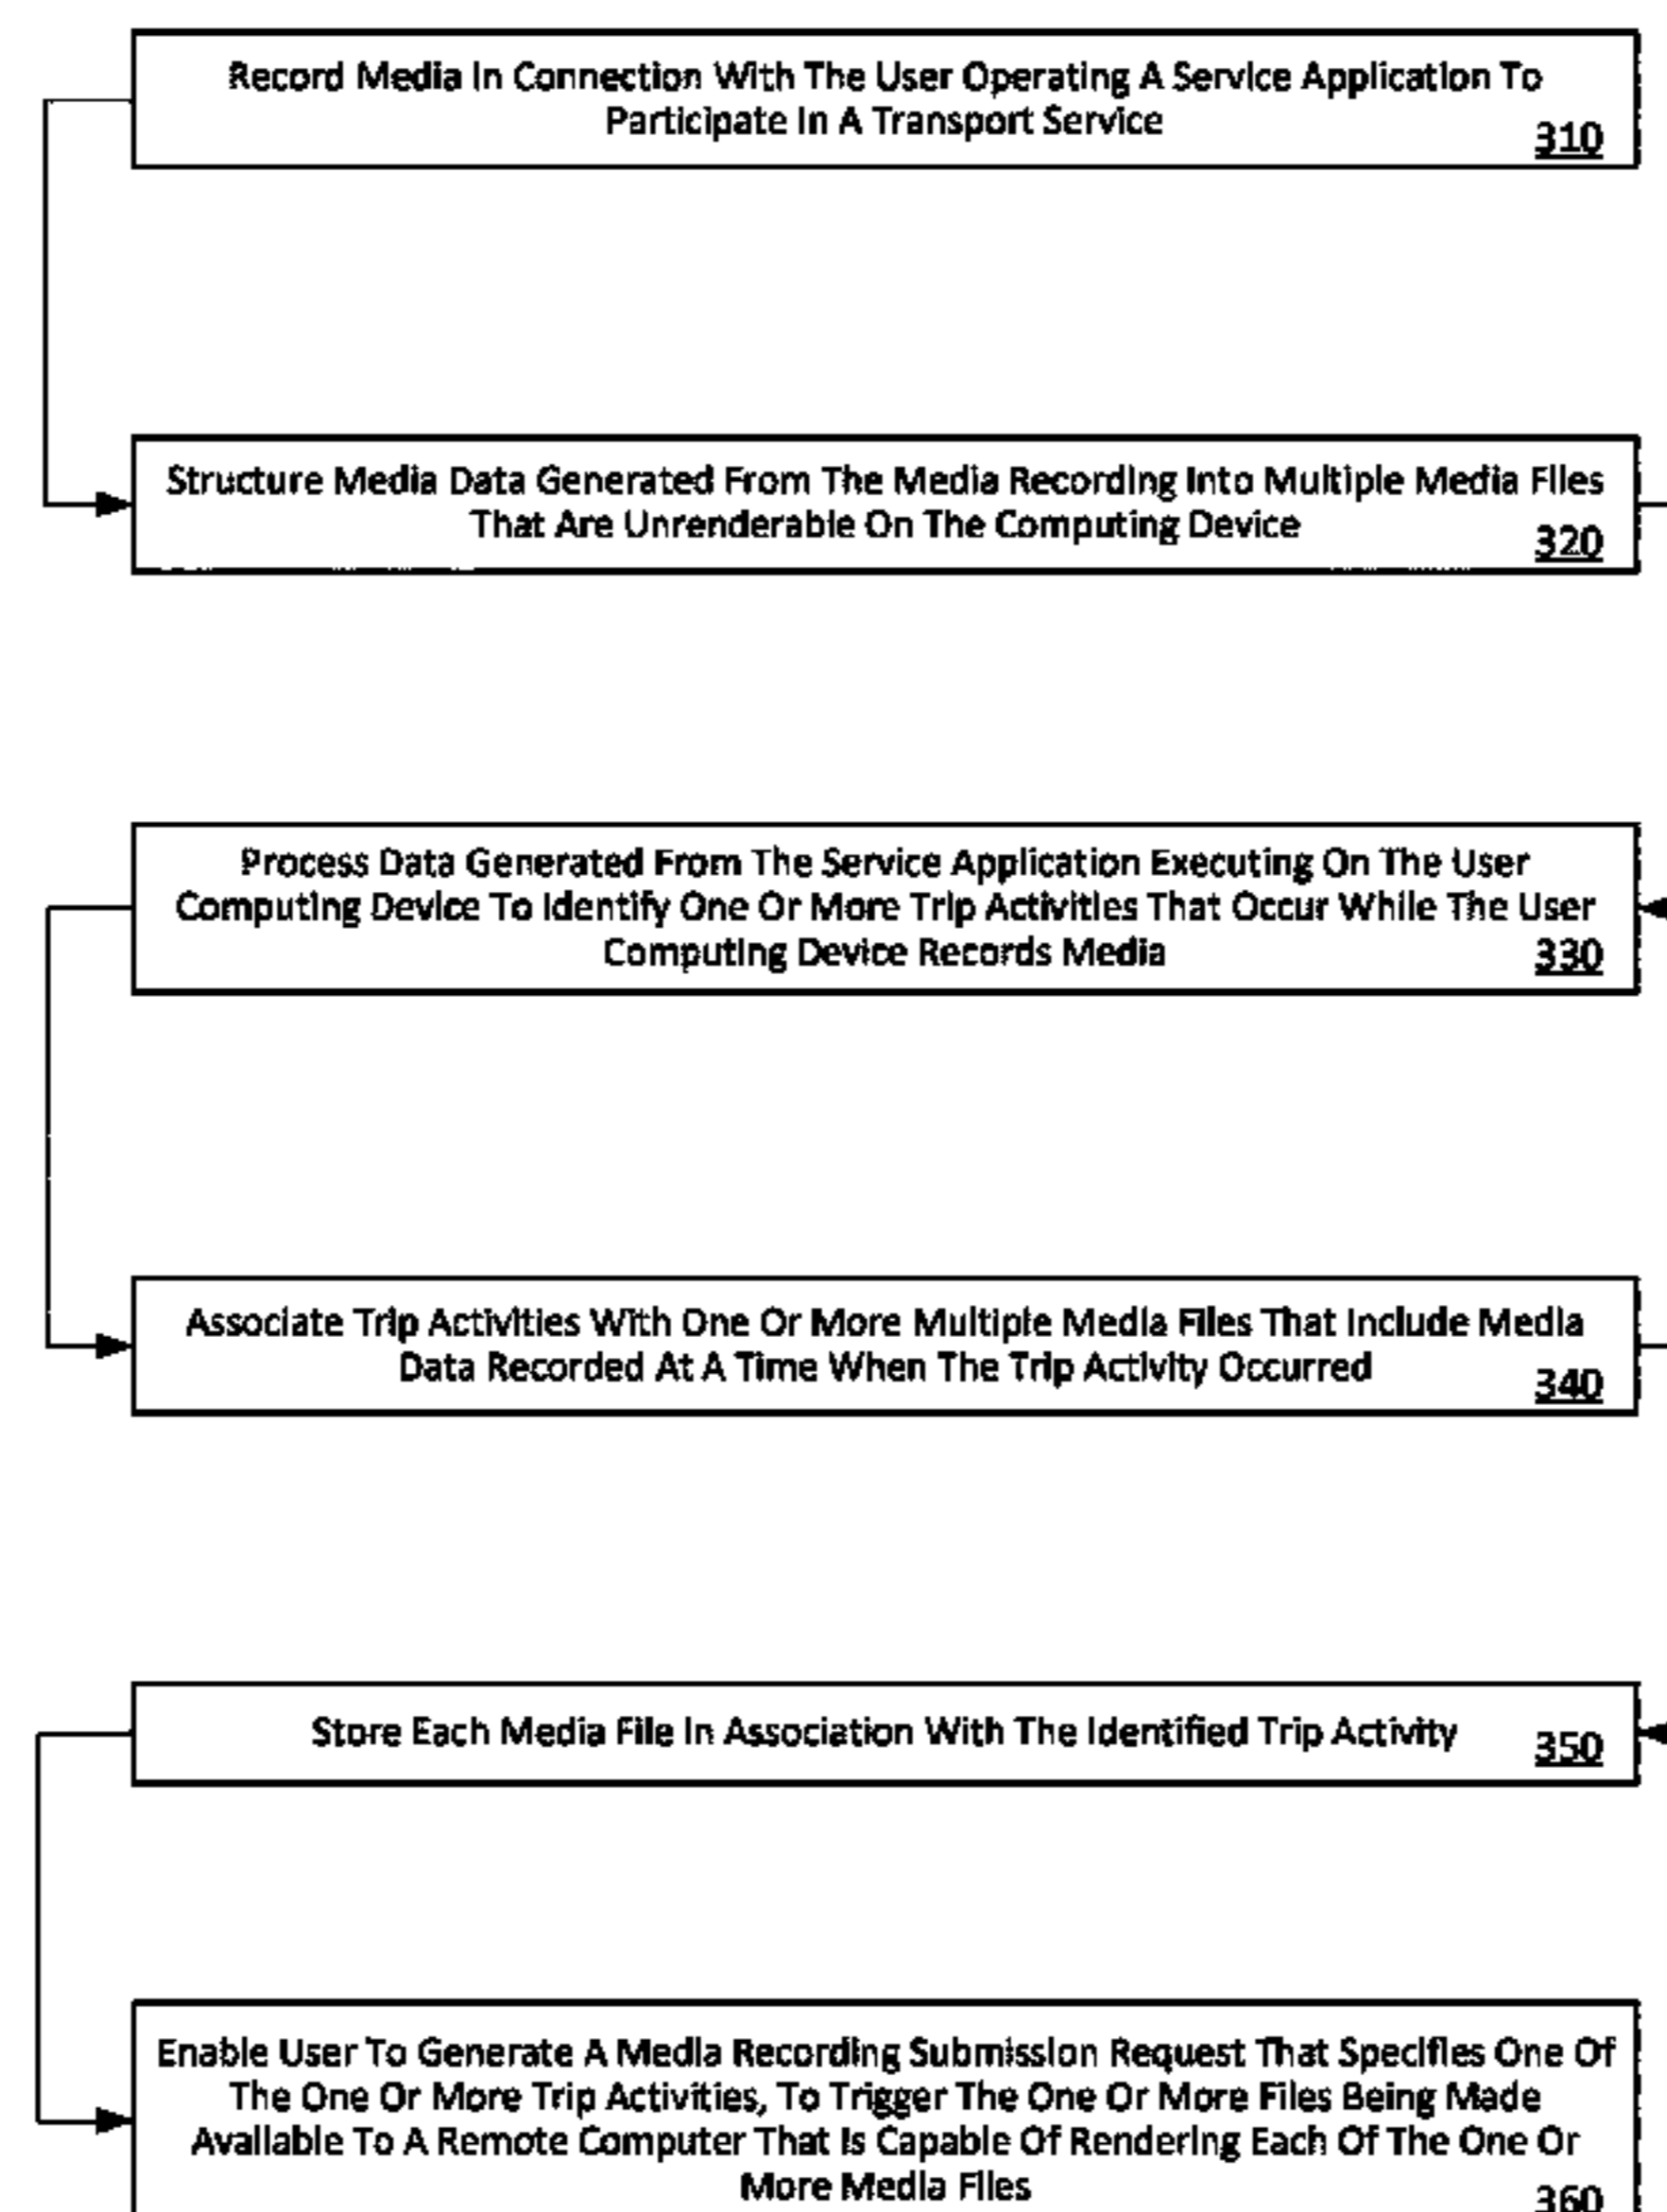 Record Media In Connection With The User Operating A Service Application To
Participate In A Transport Service
310
Structure Media Data Generated From The Media Recording Into Multiple Media Files
That Are Unrenderable On The Computing Device
320
Process Data Generated From The Service Application Executing On The User
Computing Device To Identify One Or More Trip Activities That Occur While The User
Computing Device Records Media
330
Associate Trip Activities With One Or More Multiple Media Files That Include Media
Data Recorded At A Time When The Trip Activity Occurred
340
Store Each Media File In Association With The Identified Trip Activity
350
Enable User To Generate A Media Recording Submission Request That Specifies One Of
The One Or More Trip Activities, To Trigger The One Or More Files Being Made
Available To A Remote Computer That Is Capable Of Rendering Each Of The One Or
More Media Files
360